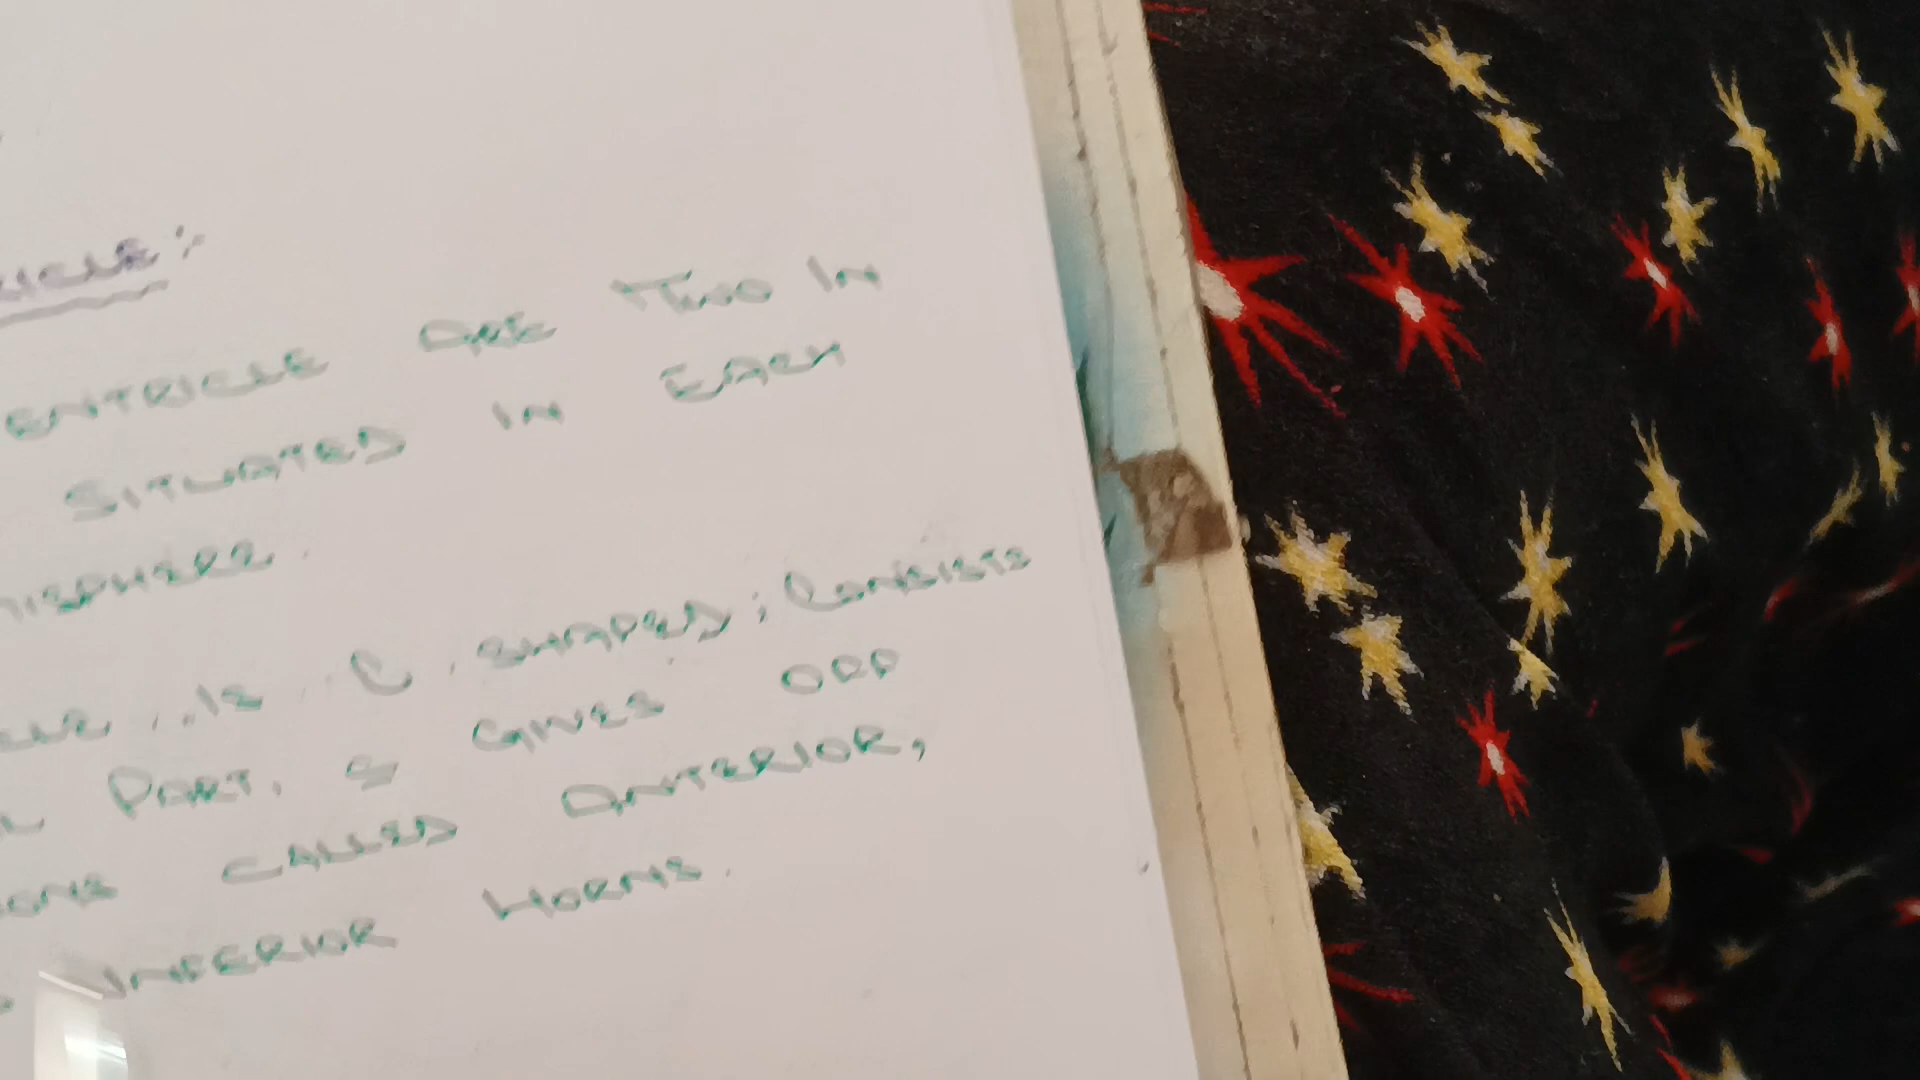 ENTRICLE ARE TWO IN
SITUATED IN EACH
MISPHERE.
IS C SHAPED; CONSISTS
PART, & GIVES OFF
CALLED ANTERIOR,
INFERIOR HORNS.